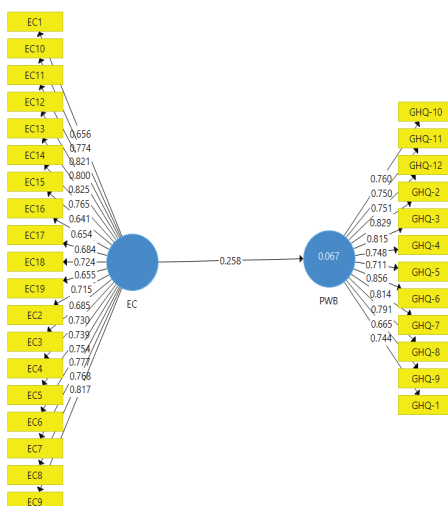 EC1
EC10
EC11
EC12
EC13
EC14
EC15
EC16
EC17
EC18
EC19
EC2
EC3
EC4
EC5
EC6
EC7
EC8
EC9
0.656
0.774
0.821
0.800
0.825
0.765
0.641
0.654
0.684
0.724
0.655
0.715
0.685
0.730
0.739
0.754
0.777
0.768
0.817
EC
0.258
0.067
PWB
0.760
0.750
0.751
0.829
0.815
0.748
0.711
0.856
0.814
0.791
0.665
0.744
GHQ-10
GHQ-11
GHQ-12
GHQ-2
GHQ-3
GHQ-4
GHQ-5
GHQ-6
GHQ-7
GHQ-8
GHQ-9
GHQ-1